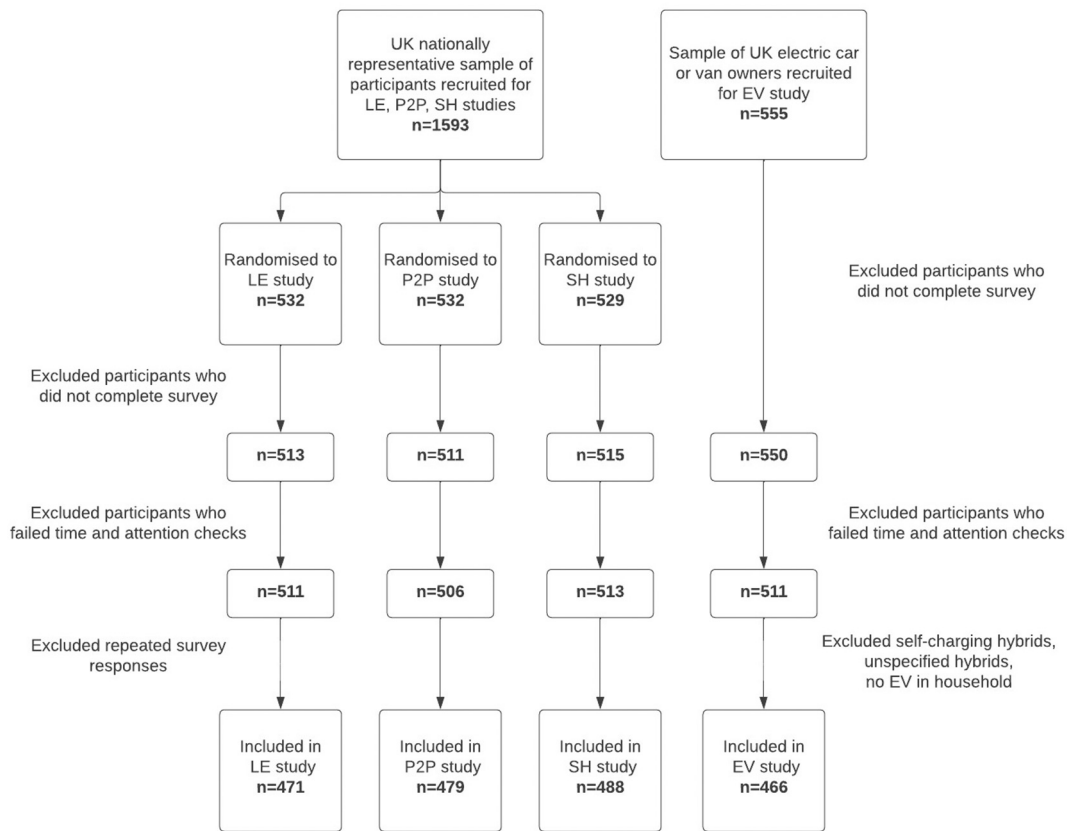 UK nationally
representative sample of
participants recruited for
LE, P2P, SH studies
n=1593
Sample of UK electric car
or van owners recruited
for EV study
n=555
Randomised to
LE study
n=532
Randomised to
P2P study
n=532
Randomised to
SH study
n=529
Excluded participants who
did not complete survey
Excluded participants who
did not complete survey
n=513
n=511
n=515
n=550
Excluded participants who
failed time and attention checks
Excluded participants who
failed time and attention checks
n=511
n=506
n=513
n=511
Excluded repeated survey
responses
Excluded self-charging hybrids,
unspecified hybrids,
no EV in household
Included in
LE study
n=471
Included in
P2P study
n=479
Included in
SH study
n=488
Included in
EV study
n=466